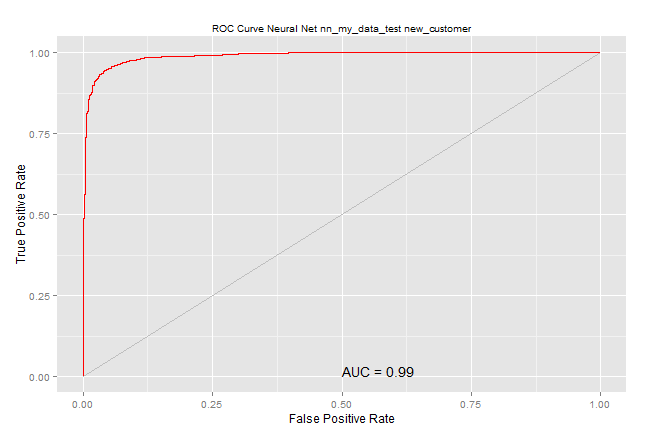 ROC Curve Neural Net nn_my_data_test new_customer
1.00
0.75
0.50
0.25
0.00
True Positive Rate
AUC = 0.99
0.00 0.25 0.50 0.75 1.00
False Positive Rate